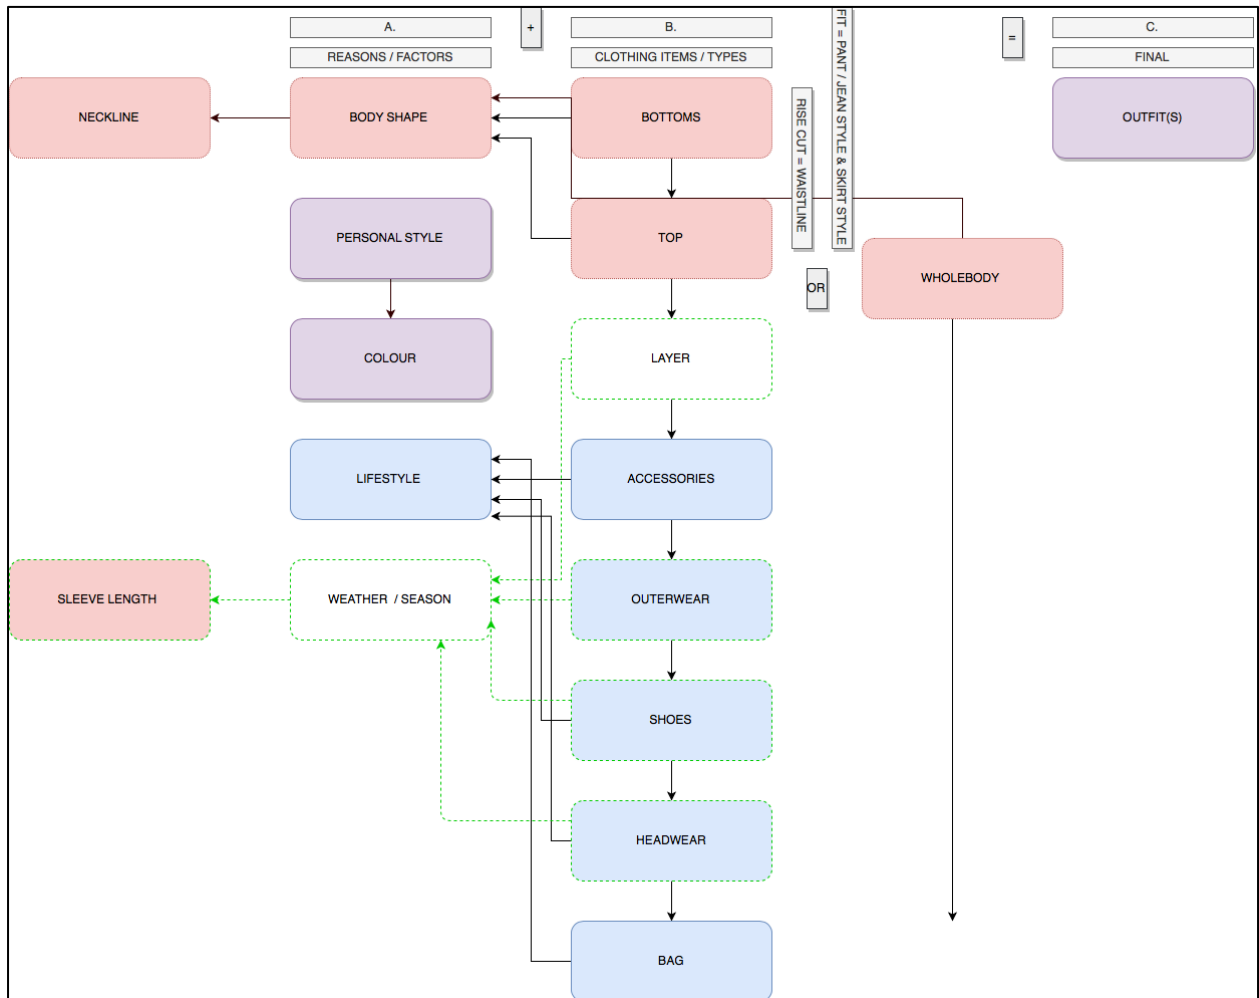 A.
+
B.
=
C.
REASONS / FACTORS
CLOTHING ITEMS / TYPES
FINAL
FIT = PANT / JEAN STYLE & SKIRT STYLE
RISE CUT = WAISTLINE
NECKLINE
BODY SHAPE
BOTTOMS
OUTFIT(S)
PERSONAL STYLE
TOP
WHOLEBODY
OR
COLOUR
LAYER
LIFESTYLE
ACCESSORIES
SLEEVE LENGTH
WEATHER / SEASON
OUTERWEAR
SHOES
HEADWEAR
BAG